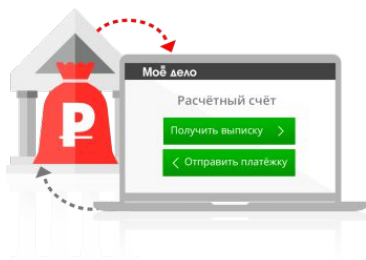 Моё дело
Расчётный счёт
Получить выписку >
< Отправить платёжку
₽